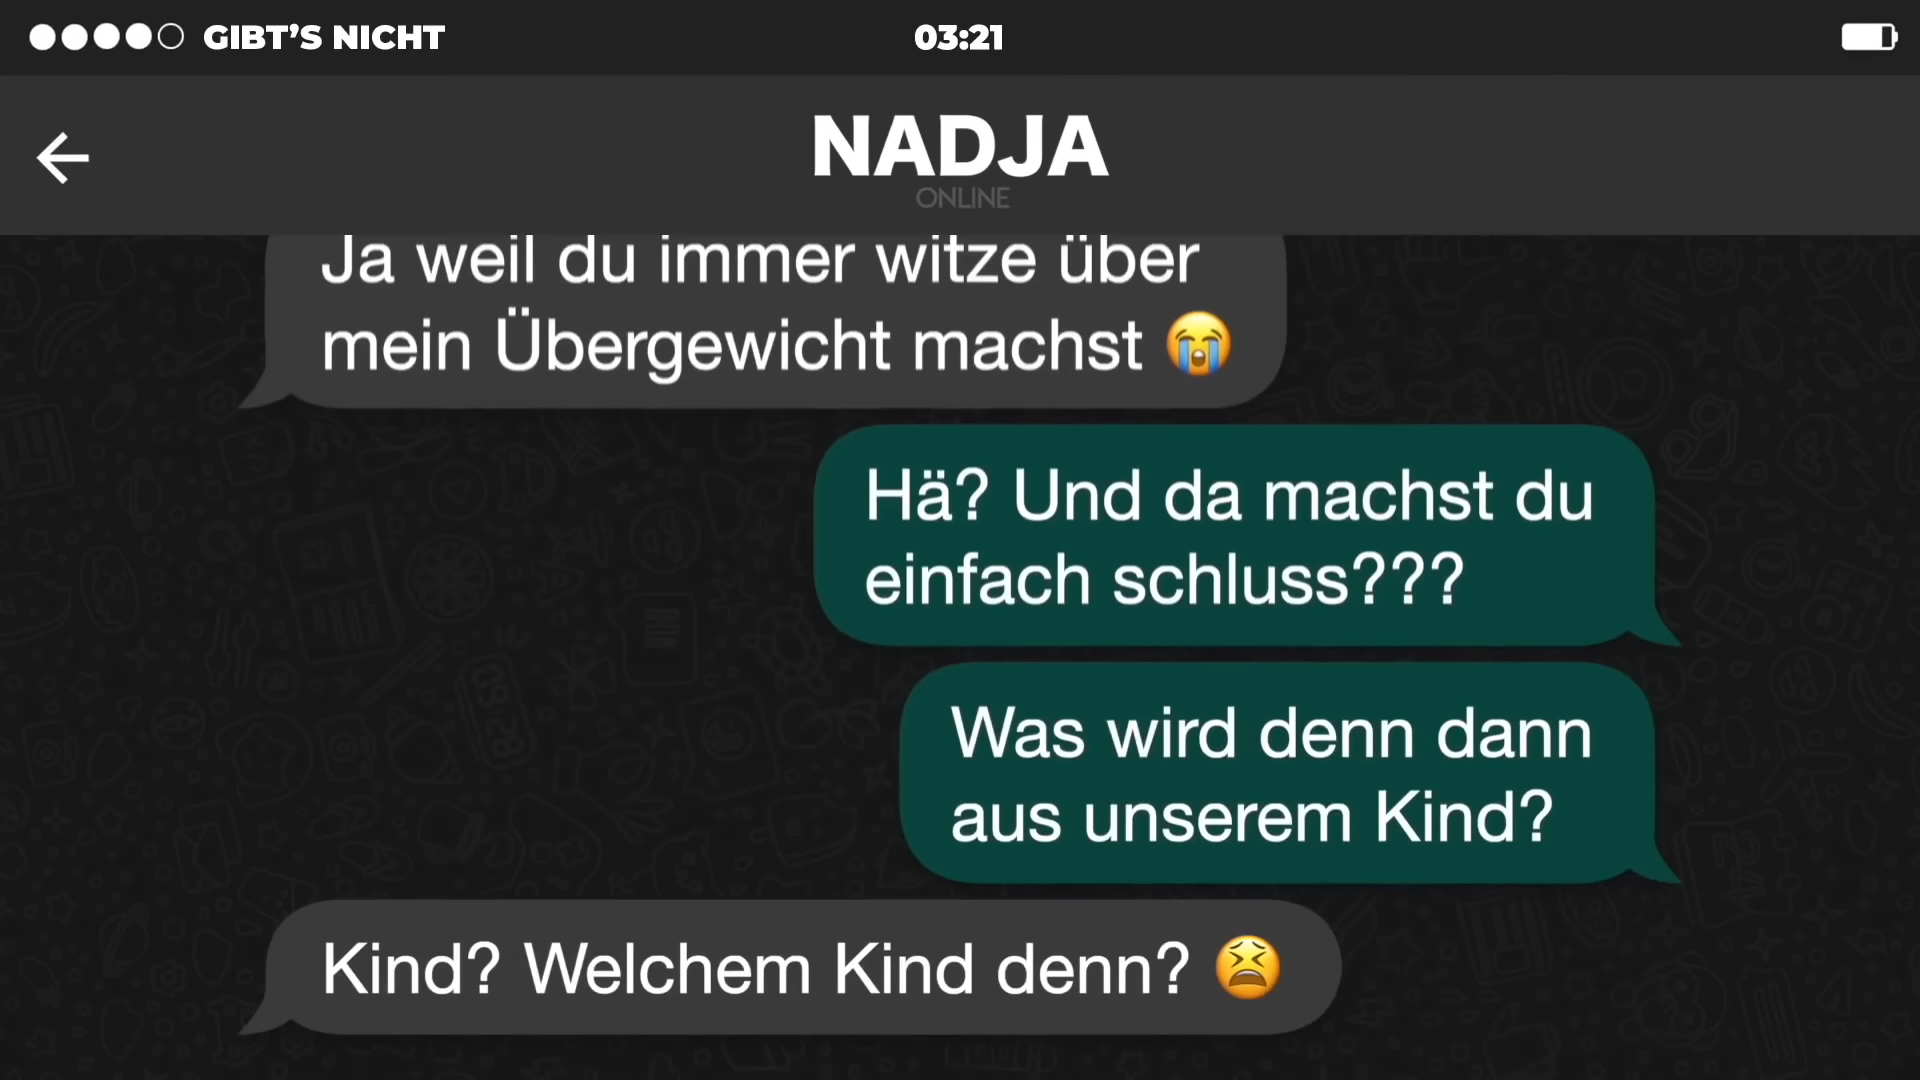 GIBT’S NICHT 03:21
NADJA
ONLINE
Ja weil du immer witze über
mein Übergewicht machst 😭
Hä? Und da machst du
einfach schluss???
Was wird denn dann
aus unserem Kind?
Kind? Welchem Kind denn? 😫